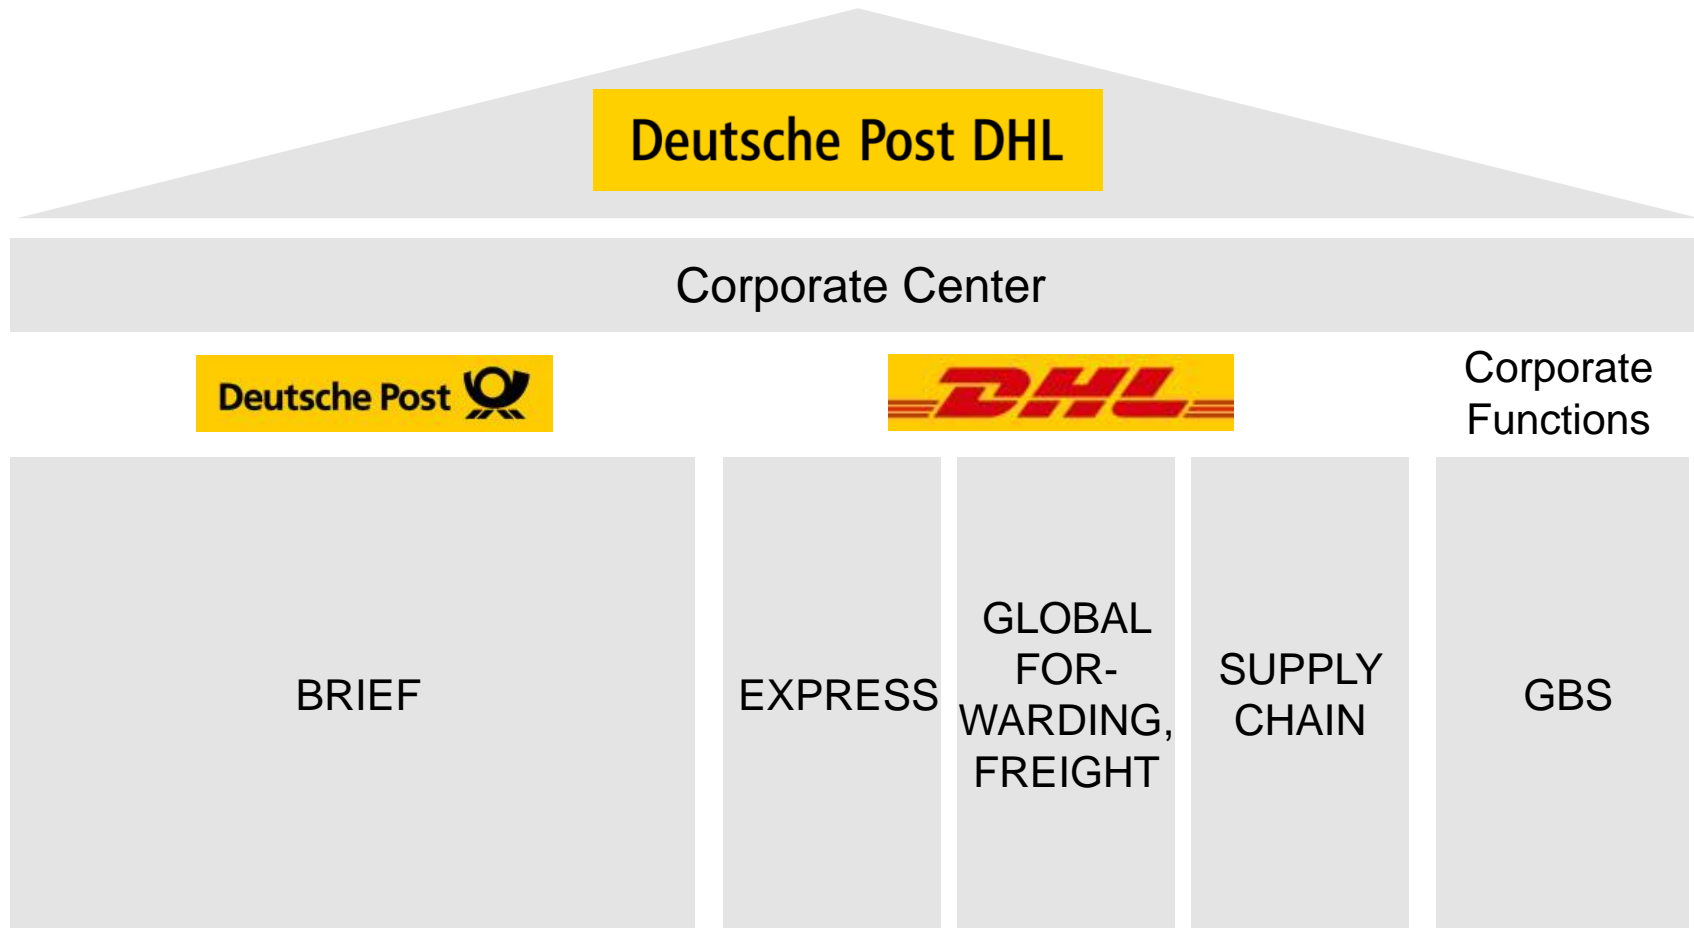 Deutsche Post DHL
Corporate Center
Deutsche Post
DHL
Corporate
Functions
BRIEF
EXPRESS
GLOBAL
FOR-
WARDING,
FREIGHT
SUPPLY
CHAIN
GBS